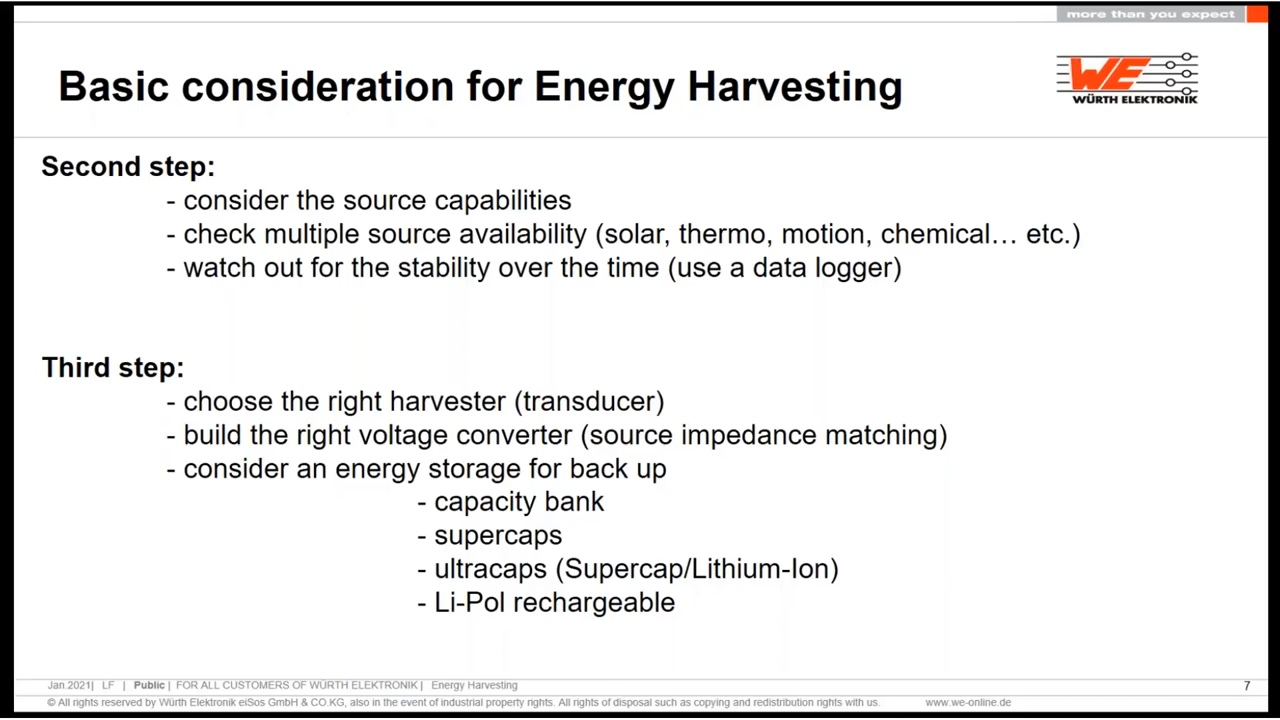 more than you expect
Basic consideration for Energy Harvesting
WE
WÜRTH ELEKTRONIK
Second step:
- consider the source capabilities
- check multiple source availability (solar, thermo, motion, chemical… etc.)
- watch out for the stability over the time (use a data logger)
Third step:
- choose the right harvester (transducer)
- build the right voltage converter (source impedance matching)
- consider an energy storage for back up
- capacity bank
- supercaps
- ultracaps (Supercap/Lithium-Ion)
- Li-Pol rechargeable
Jan.2021| LF | Public | FOR ALL CUSTOMERS OF WÜRTH ELEKTRONIK | Energy Harvesting 7
© All rights reserved by Würth Elektronik eiSos GmbH & CO.KG, also in the event of industrial property rights. All rights of disposal such as copying and redistribution rights with us. www.we-online.de